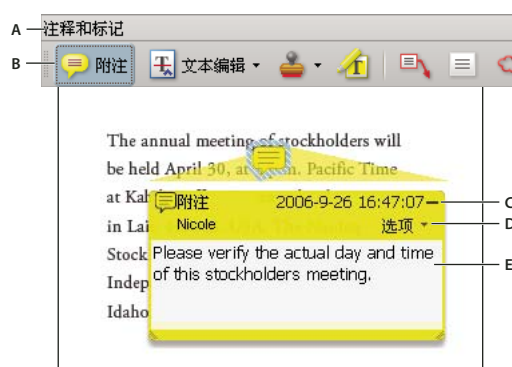 A 注释和标记
B 附注 T 文本编辑 T
The annual meeting of stockholders will
be held April 30, at Pacific Time
at Kah
in Lai
Stock
Indep
Idaho
附注 2006-9-26 16:47:07 C
Nicole 选项 D
Please verify the actual day and time E
of this stockholders meeting.